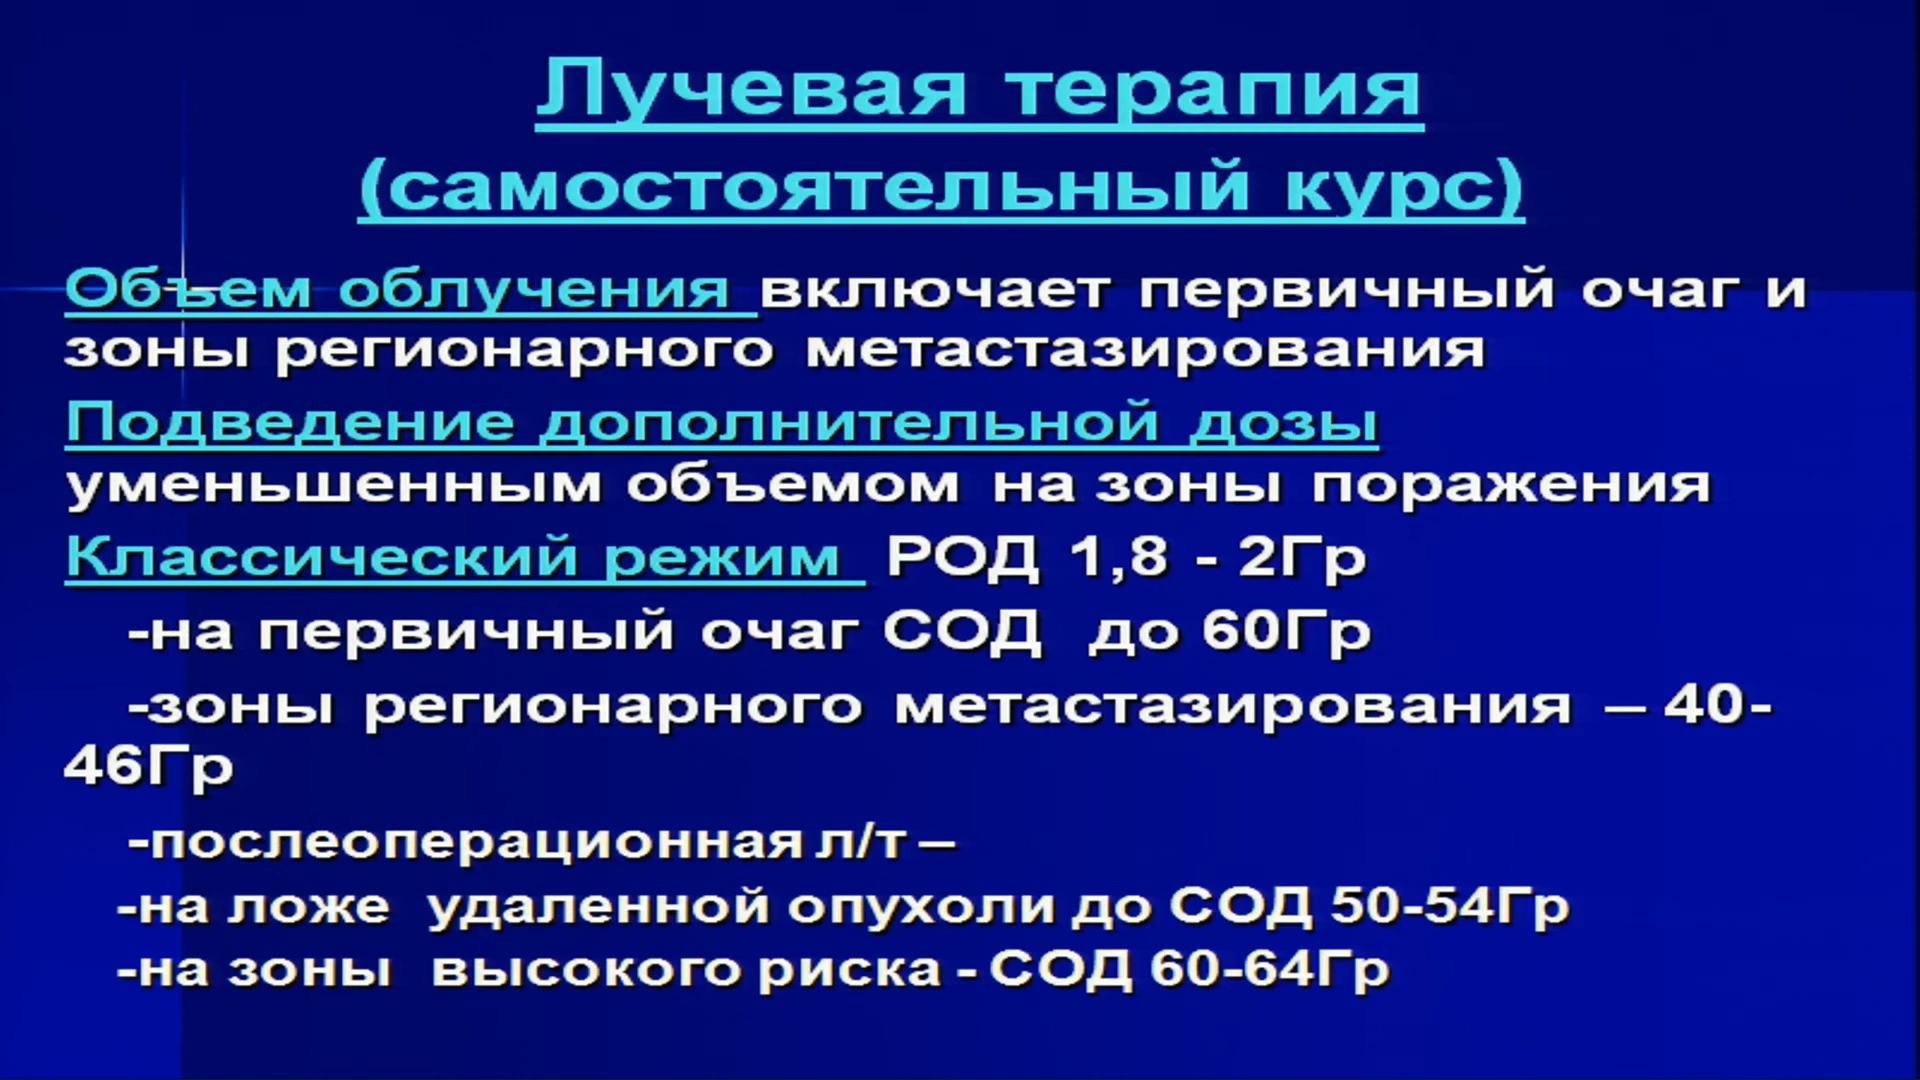 Лучевая терапия
(самостоятельный курс)
Объем облучения включает первичный очаг и
зоны регионарного метастазирования
Подведение дополнительной дозы
уменьшенным объемом на зоны поражения
Классический режим РОД 1,8 - 2Гр
-на первичный очаг СОД до 60Гр
-зоны регионарного метастазирования – 40-
46Гр
-послеоперационная л/т –
-на ложе удаленной опухоли до СОД 50-54Гр
-на зоны высокого риска - СОД 60-64Гр